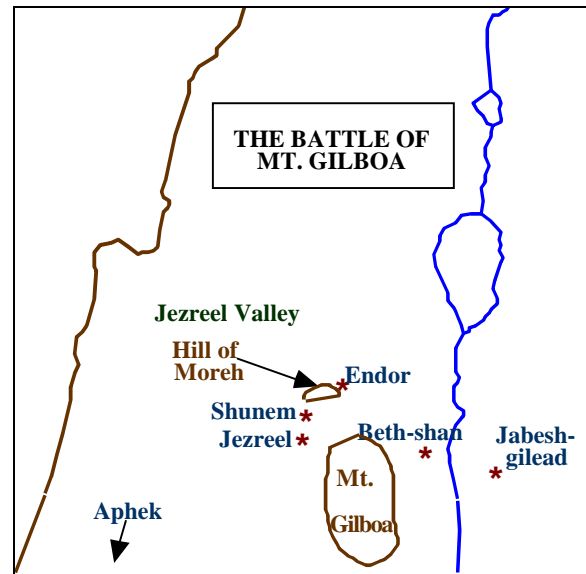 THE BATTLE OF
MT. GILBOA
Jezreel Valley
Hill of
Moreh
Endor
Shunem
Jezreel
Beth-shan
Jabesh-
gilead
Mt.
Gilboa
Aphek